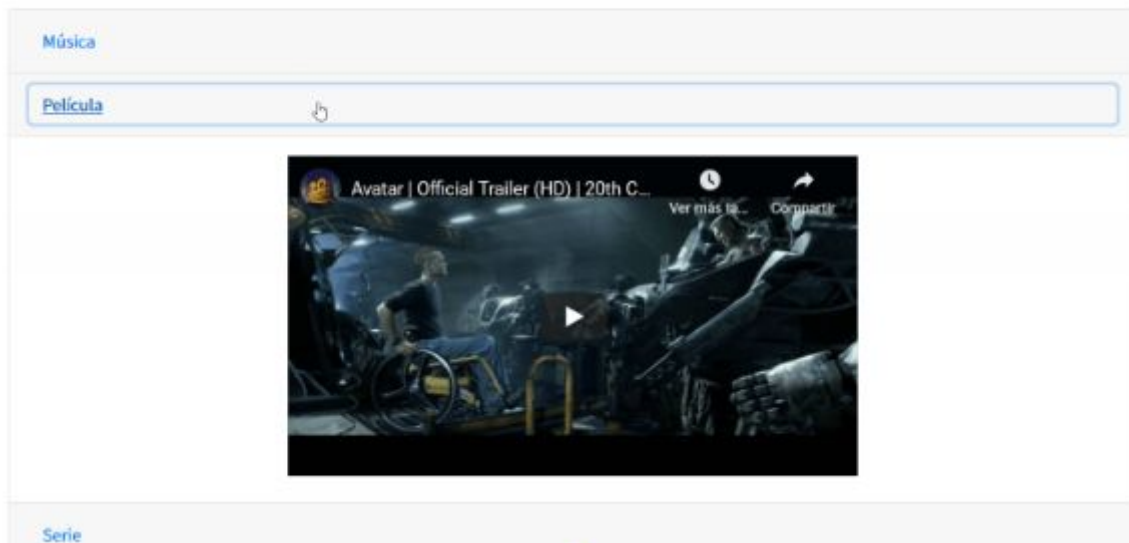 Música
Película
Avatar | Official Trailer (HD) | 20th C...
Ver más ta...
Compartir
Serie